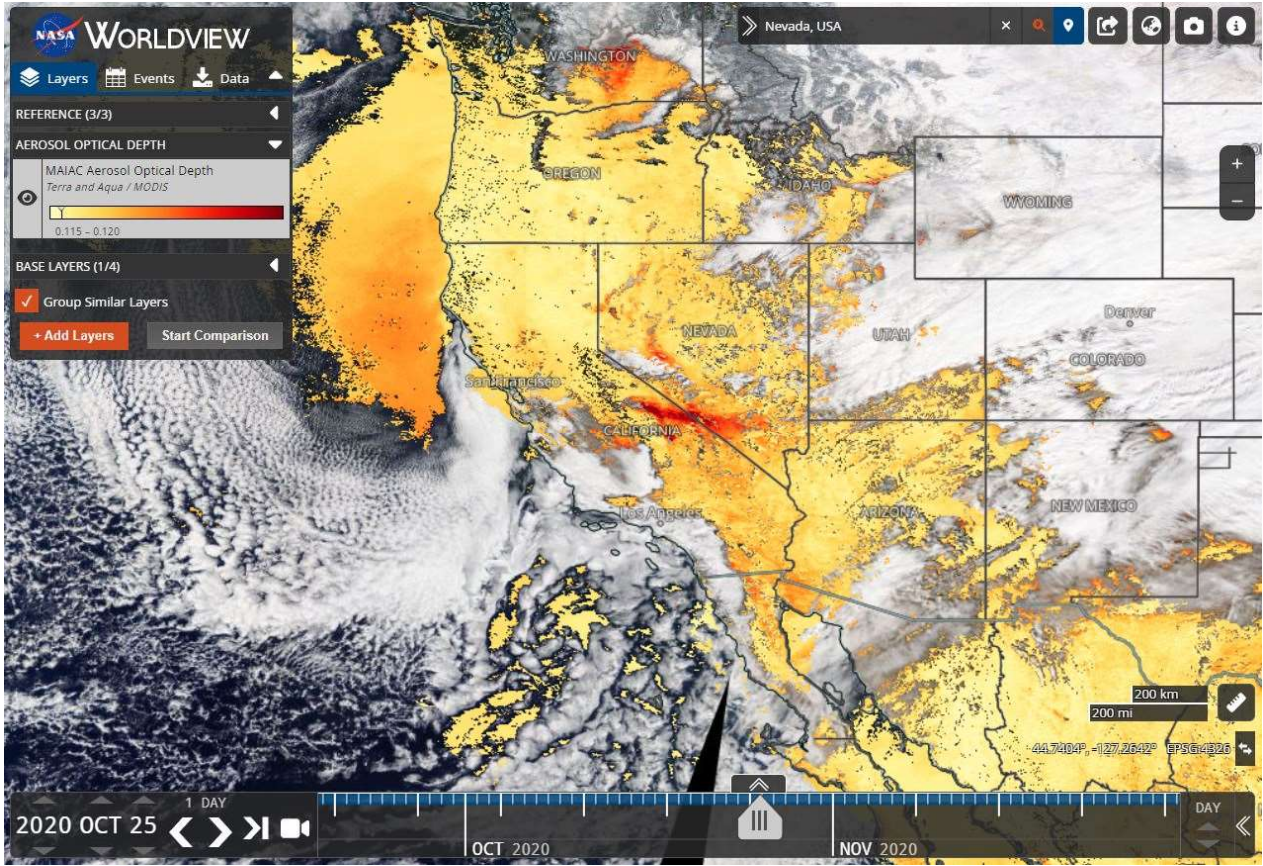 NASA WORLDVIEW
Layers Events Data
REFERENCE (3/3)
AEROSOL OPTICAL DEPTH
MAIAC Aerosol Optical Depth
Terra and Aqua / MODIS
0.115 – 0.120
BASE LAYERS (1/4)
Group Similar Layers
+ Add Layers Start Comparison
Nevada, USA
WASHINGTON
OREGON
IDAHO
WYOMING
NEVADA
UTAH
Denver
COLORADO
San Francisco
CALIFORNIA
Los Angeles
ARIZONA
NEW MEXICO
200 km
200 mi
44.7404°, -127.2642° EPSG:4326
1 DAY
2020 OCT 25
OCT 2020
NOV 2020
DAY